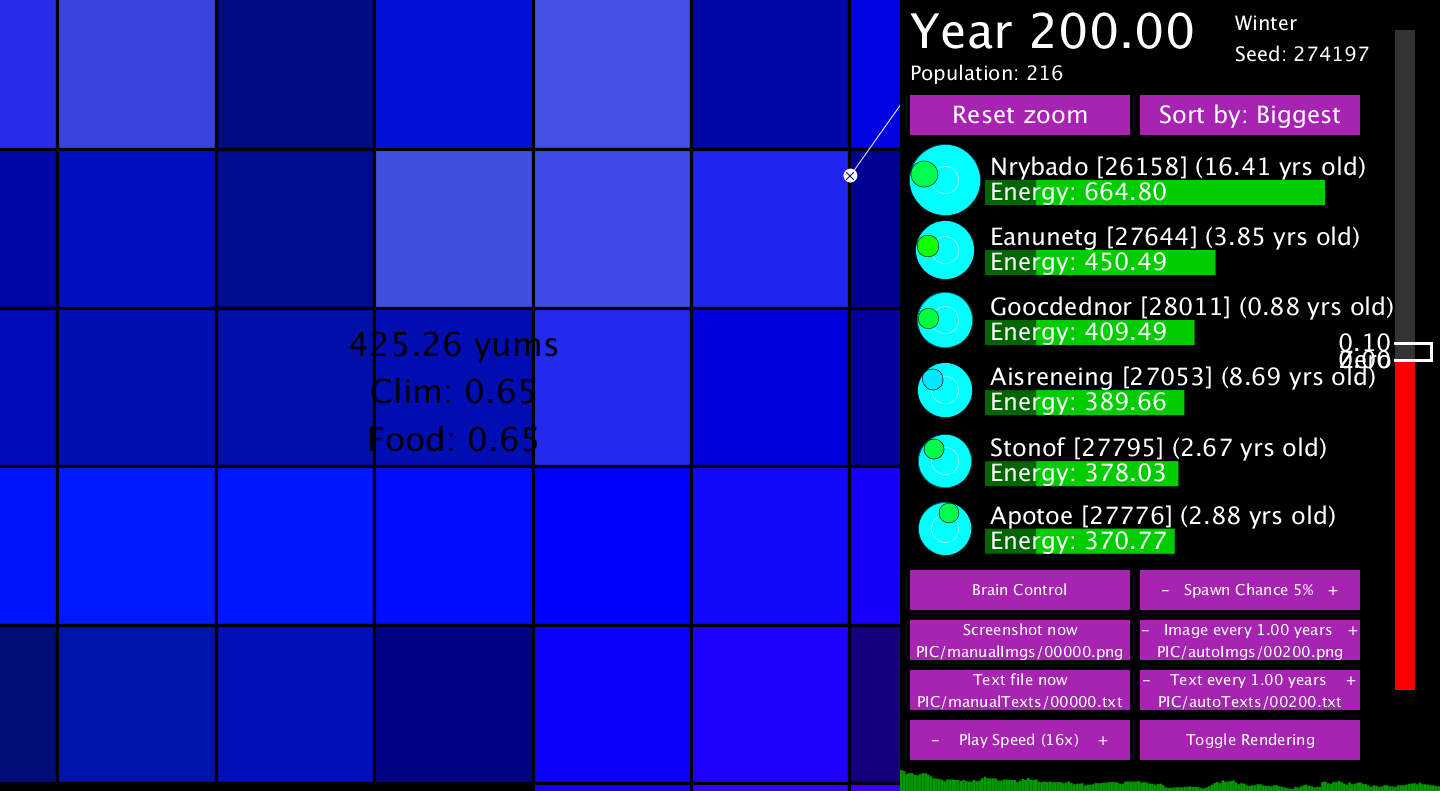 Year 200.00
Winter
Seed: 274197
Population: 216
Reset zoom
Sort by: Biggest
Nrybado [26158] (16.41 yrs old)
Energy: 664.80
Eanunetg [27644] (3.85 yrs old)
Energy: 450.49
Goocdednor [28011] (0.88 yrs old)
Energy: 409.49
0.10
Zero
Aisreneing [27053] (8.69 yrs old)
Energy: 389.66
Stonof [27795] (2.67 yrs old)
Energy: 378.03
Apotoe [27776] (2.88 yrs old)
Energy: 370.77
425.26 yums
Clim: 0.65
Food: 0.65
Brain Control
- Spawn Chance 5% +
Screenshot now
PIC/manualImgs/00000.png
- Image every 1.00 years +
PIC/autoImgs/00200.png
Text file now
PIC/manualTexts/00000.txt
- Text every 1.00 years +
PIC/autoTexts/00200.txt
- Play Speed (16x) +
Toggle Rendering